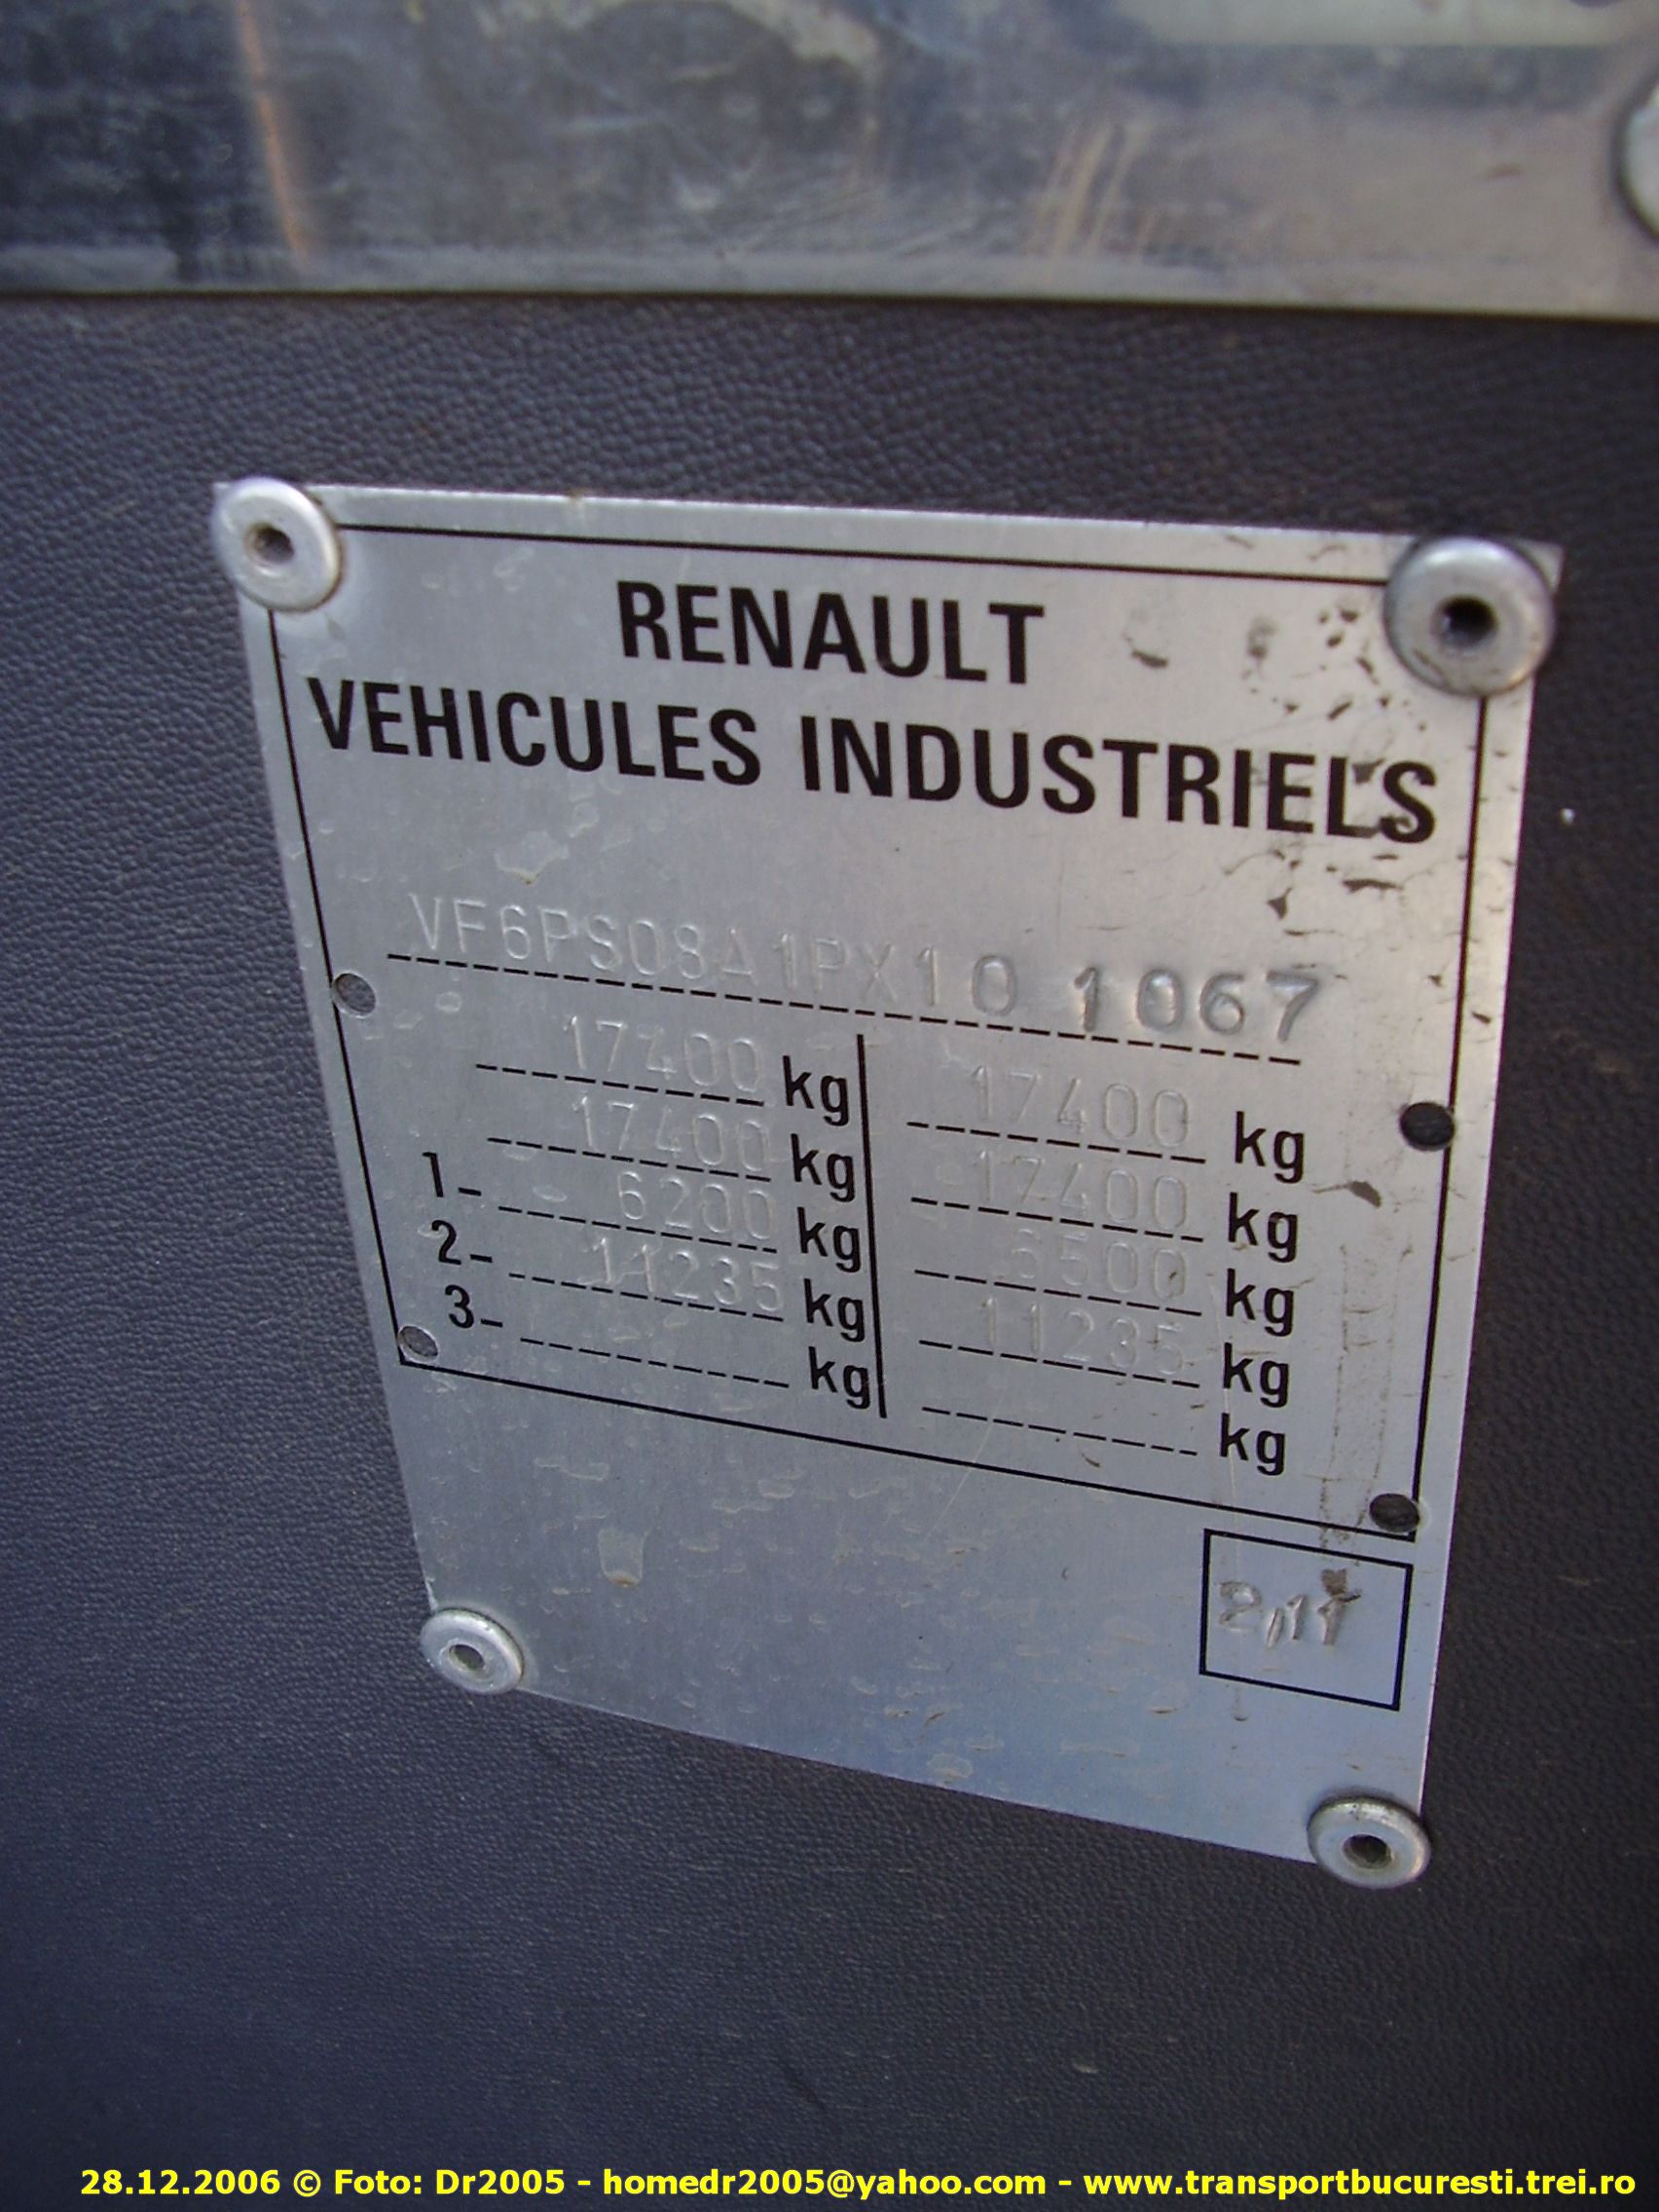 RENAULT
VEHICULES INDUSTRIELS
VF6PS08A1PX10 1067
17400 kg 17400 kg
17400 kg 17400 kg
1- 6200 kg 6500 kg
2- 11235 kg 11235 kg
3- kg kg
2,11
28.12.2006 © Foto: Dr2005 - homedr2005@yahoo.com - www.transportbucuresti.trei.ro